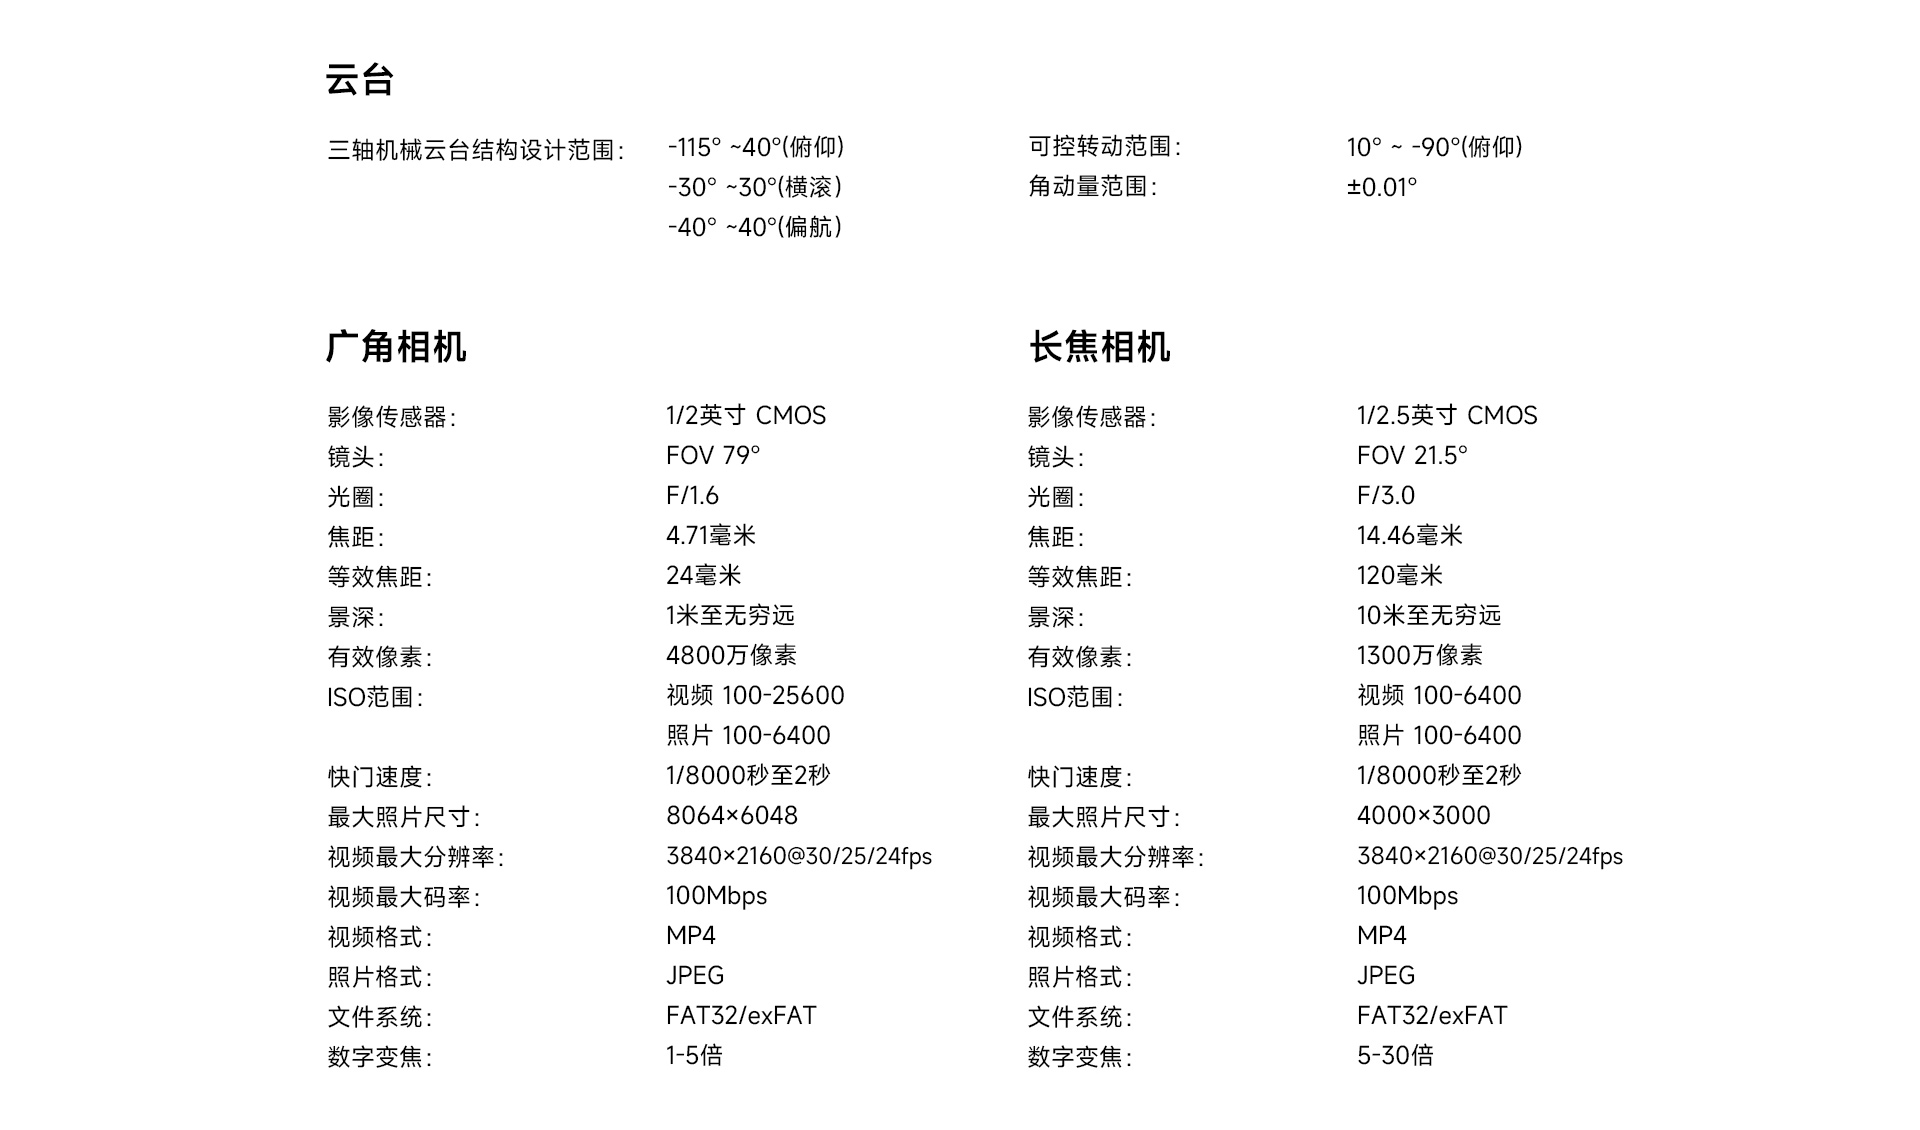 云台
三轴机械云台结构设计范围: -115° ~40°(俯仰)
-30° ~30°(横滚)
-40° ~40°(偏航)
可控转动范围: 10° ~ -90°(俯仰)
角动量范围: ±0.01°
广角相机
影像传感器: 1/2英寸 CMOS
镜头: FOV 79°
光圈: F/1.6
焦距: 4.71毫米
等效焦距: 24毫米
景深: 1米至无穷远
有效像素: 4800万像素
ISO范围: 视频 100-25600
照片 100-6400
快门速度: 1/8000秒至2秒
最大照片尺寸: 8064×6048
视频最大分辨率: 3840×2160@30/25/24fps
视频最大码率: 100Mbps
视频格式: MP4
照片格式: JPEG
文件系统: FAT32/exFAT
数字变焦: 1-5倍
长焦相机
影像传感器: 1/2.5英寸 CMOS
镜头: FOV 21.5°
光圈: F/3.0
焦距: 14.46毫米
等效焦距: 120毫米
景深: 10米至无穷远
有效像素: 1300万像素
ISO范围: 视频 100-6400
照片 100-6400
快门速度: 1/8000秒至2秒
最大照片尺寸: 4000×3000
视频最大分辨率: 3840×2160@30/25/24fps
视频最大码率: 100Mbps
视频格式: MP4
照片格式: JPEG
文件系统: FAT32/exFAT
数字变焦: 5-30倍